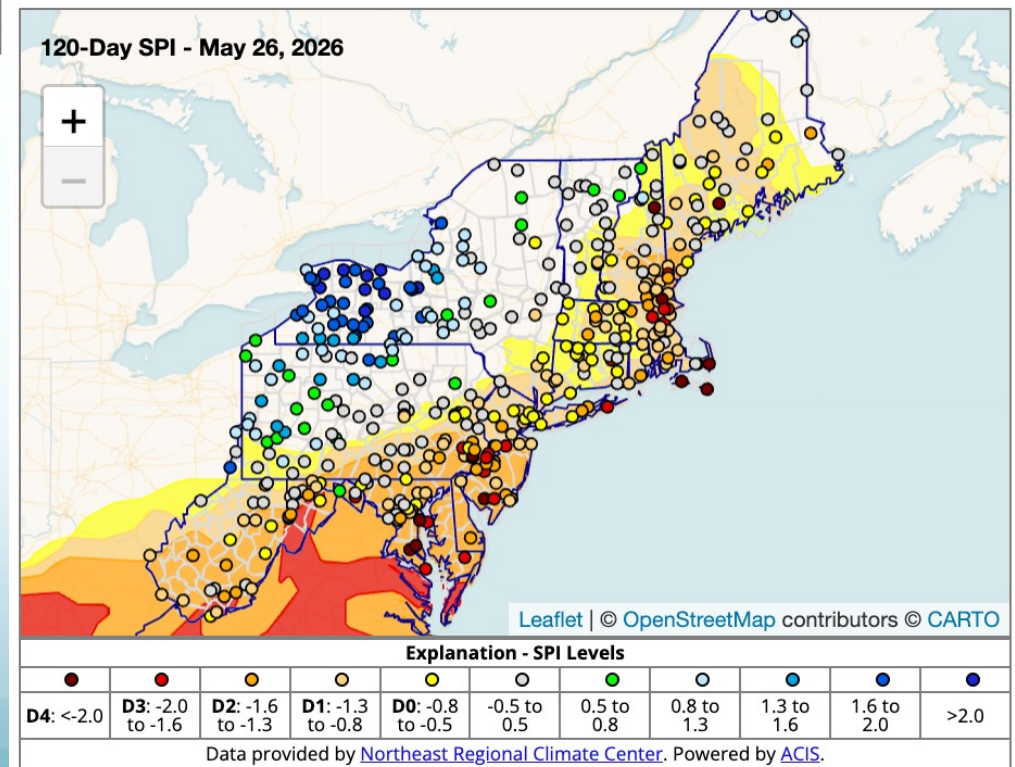 120-Day SPI - May 26, 2026
+
−
Leaflet | © OpenStreetMap contributors © CARTO
Explanation - SPI Levels
D4: <-2.0
D3: -2.0
to -1.6
D2: -1.6
to -1.3
D1: -1.3
to -0.8
D0: -0.8
to -0.5
-0.5 to
0.5
0.5 to
0.8
0.8 to
1.3
1.3 to
1.6
1.6 to
2.0
>2.0
Data provided by Northeast Regional Climate Center. Powered by ACIS.